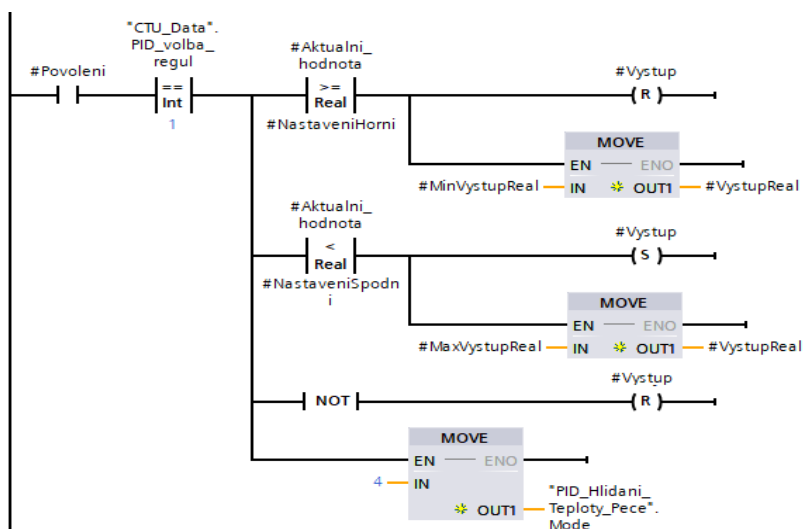 "CTU_Data".
PID_volba_
regul
#Povoleni
==
Int
1
#Aktualni_
hodnota
>=
Real
#NastaveniHorni
#Vystup
R
MOVE
EN
ENO
#MinVystupReal
IN
OUT1
#VystupReal
#Aktualni_
hodnota
<
Real
#NastaveniSpodn
i
#Vystup
S
MOVE
EN
ENO
#MaxVystupReal
IN
OUT1
#VystupReal
NOT
#Vystup
R
MOVE
EN
ENO
4
IN
OUT1
"PID_Hlidani_
Teploty_Pece".
Mode